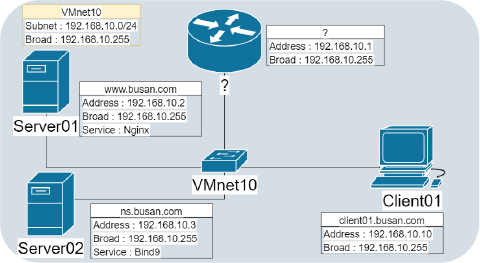 VMnet10
Subnet : 192.168.10.0/24
Broad : 192.168.10.255
?
Address : 192.168.10.1
Broad : 192.168.10.255
?
www.busan.com
Address : 192.168.10.2
Broad : 192.168.10.255
Service : Nginx
Server01
VMnet10
Client01
ns.busan.com
Address : 192.168.10.3
Broad : 192.168.10.255
Service : Bind9
Server02
client01.busan.com
Address : 192.168.10.10
Broad : 192.168.10.255